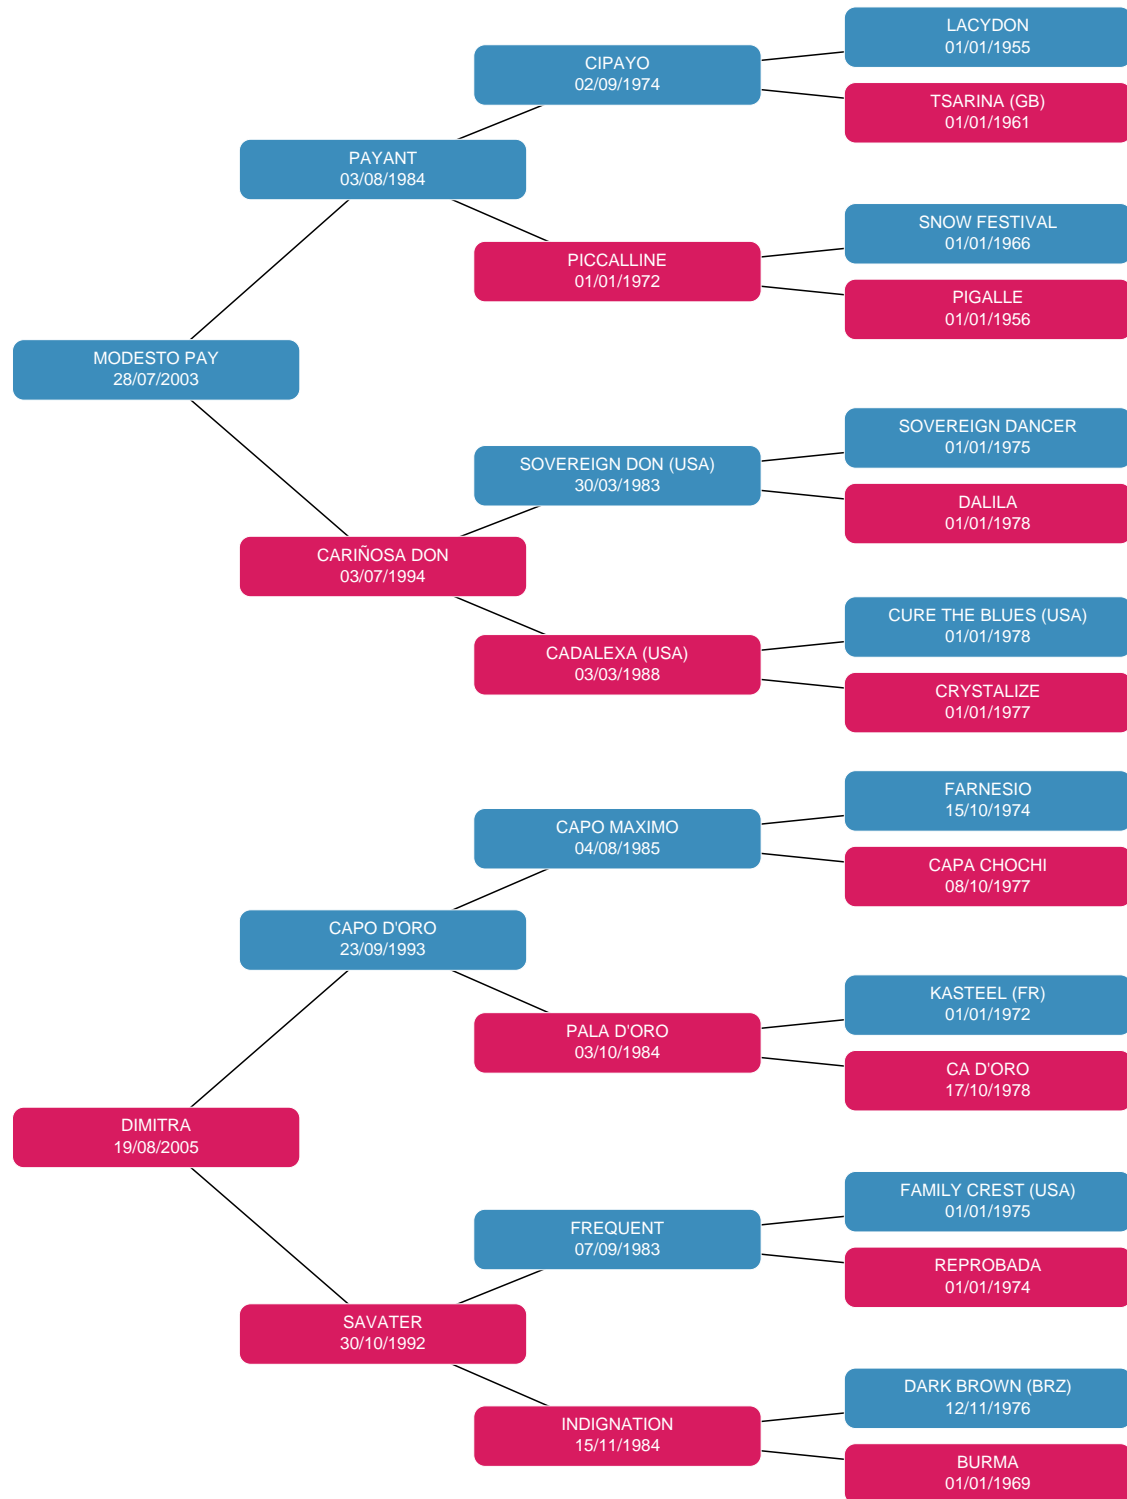 LACYDON
01/01/1955
CIPAYO
02/09/1974
TSARINA (GB)
01/01/1961
PAYANT
03/08/1984
SNOW FESTIVAL
01/01/1966
PICCALLINE
01/01/1972
PIGALLE
01/01/1956
MODESTO PAY
28/07/2003
SOVEREIGN DANCER
01/01/1975
SOVEREIGN DON (USA)
30/03/1983
DALILA
01/01/1978
CARIÑOSA DON
03/07/1994
CURE THE BLUES (USA)
01/01/1978
CADALEXA (USA)
03/03/1988
CRYSTALIZE
01/01/1977
FARNESIO
15/10/1974
CAPO MAXIMO
04/08/1985
CAPA CHOCHI
08/10/1977
CAPO D'ORO
23/09/1993
KASTEEL (FR)
01/01/1972
PALA D'ORO
03/10/1984
CA D'ORO
17/10/1978
DIMITRA
19/08/2005
FAMILY CREST (USA)
01/01/1975
FREQUENT
07/09/1983
REPROBADA
01/01/1974
SAVATER
30/10/1992
DARK BROWN (BRZ)
12/11/1976
INDIGNATION
15/11/1984
BURMA
01/01/1969